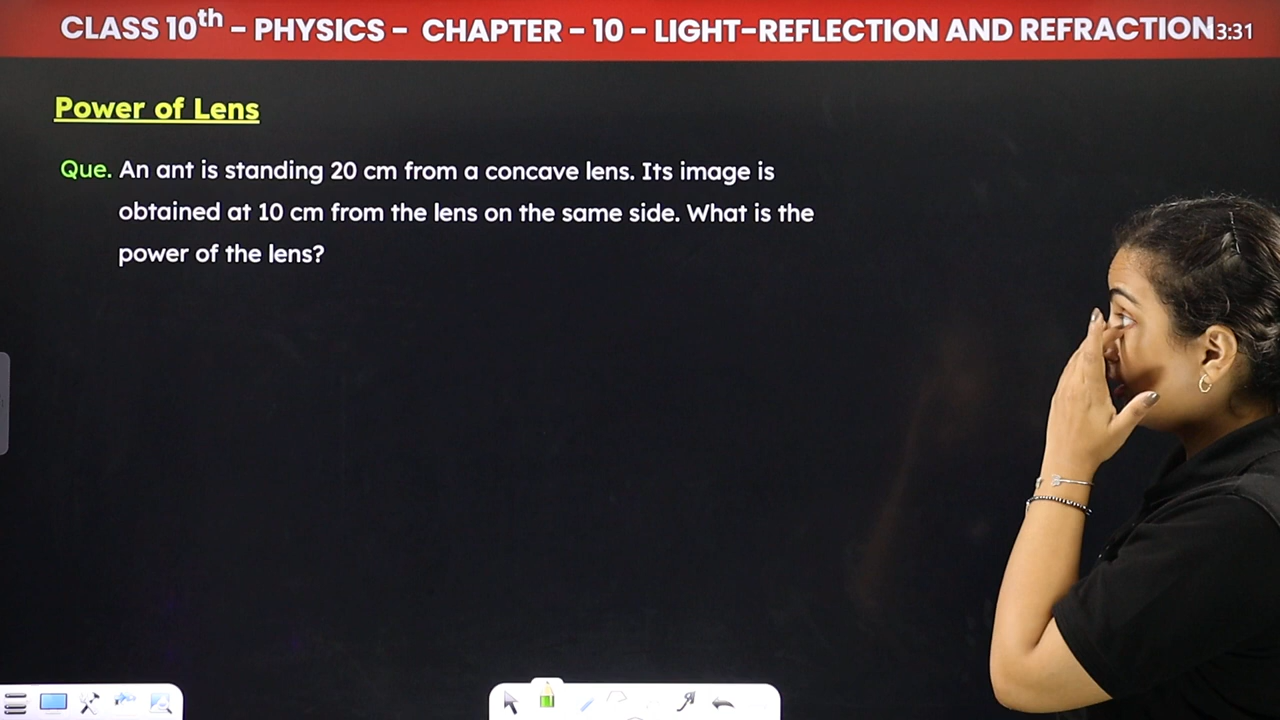 CLASS 10th - PHYSICS - CHAPTER - 10 - LIGHT-REFLECTION AND REFRACTION 3:31
Power of Lens
Que. An ant is standing 20 cm from a concave lens. Its image is
obtained at 10 cm from the lens on the same side. What is the
power of the lens?